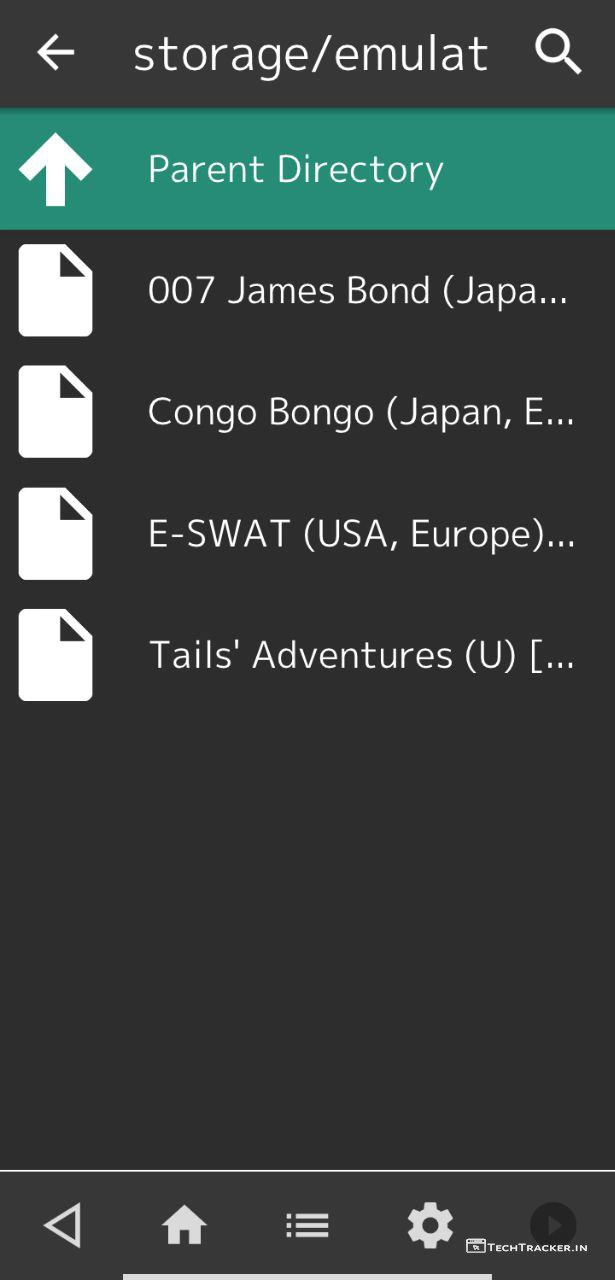 storage/emulat
Parent Directory
007 James Bond (Japa...
Congo Bongo (Japan, E...
E-SWAT (USA, Europe)...
Tails' Adventures (U) [...
TECHTRACKER.IN